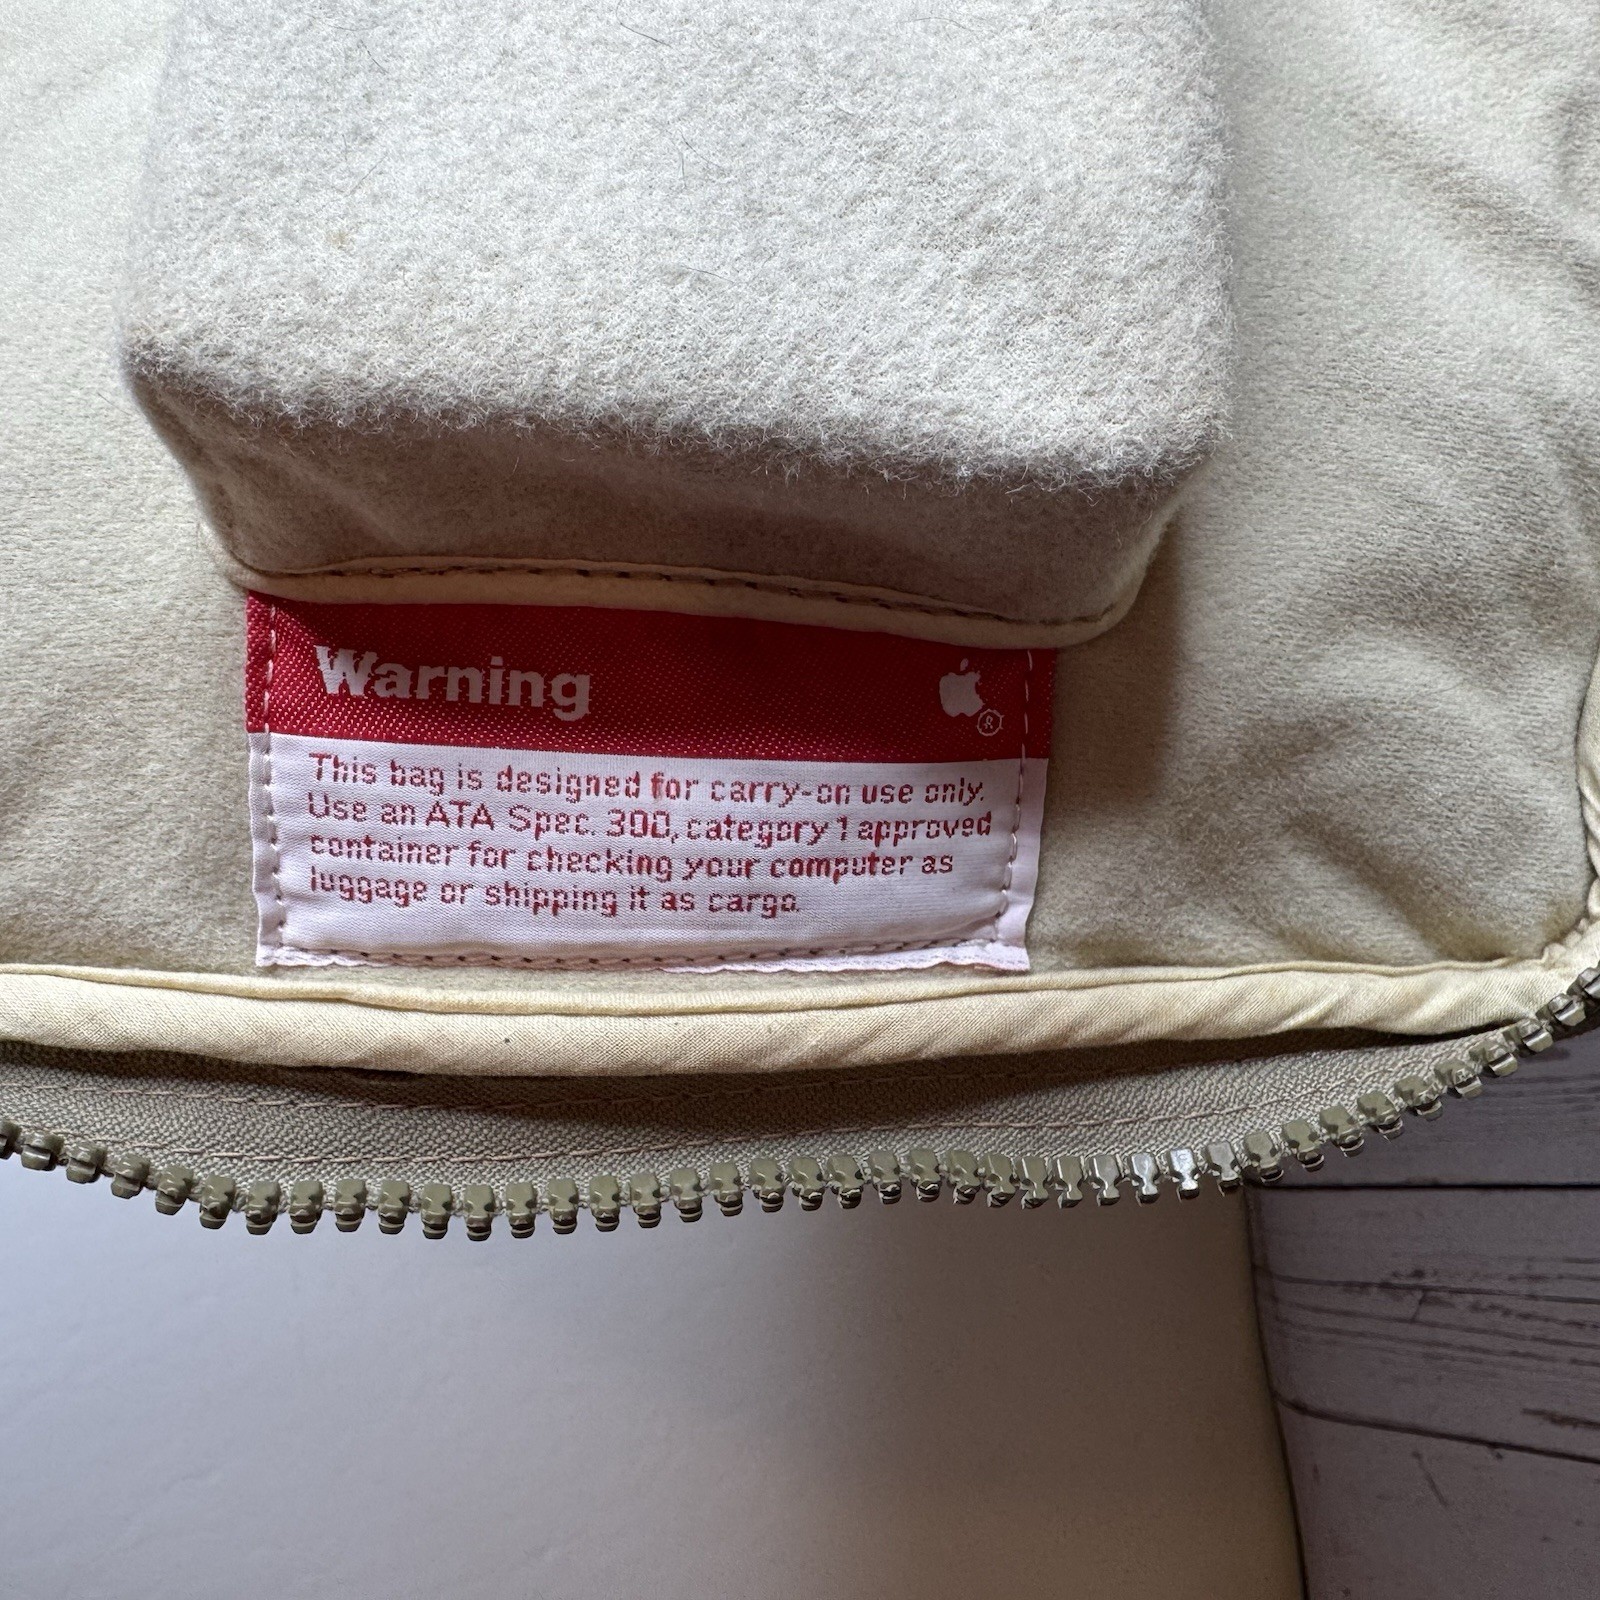 Warning
®
This bag is designed for carry-on use only.
Use an ATA Spec. 300, category 1 approved
container for checking your computer as
luggage or shipping it as cargo.